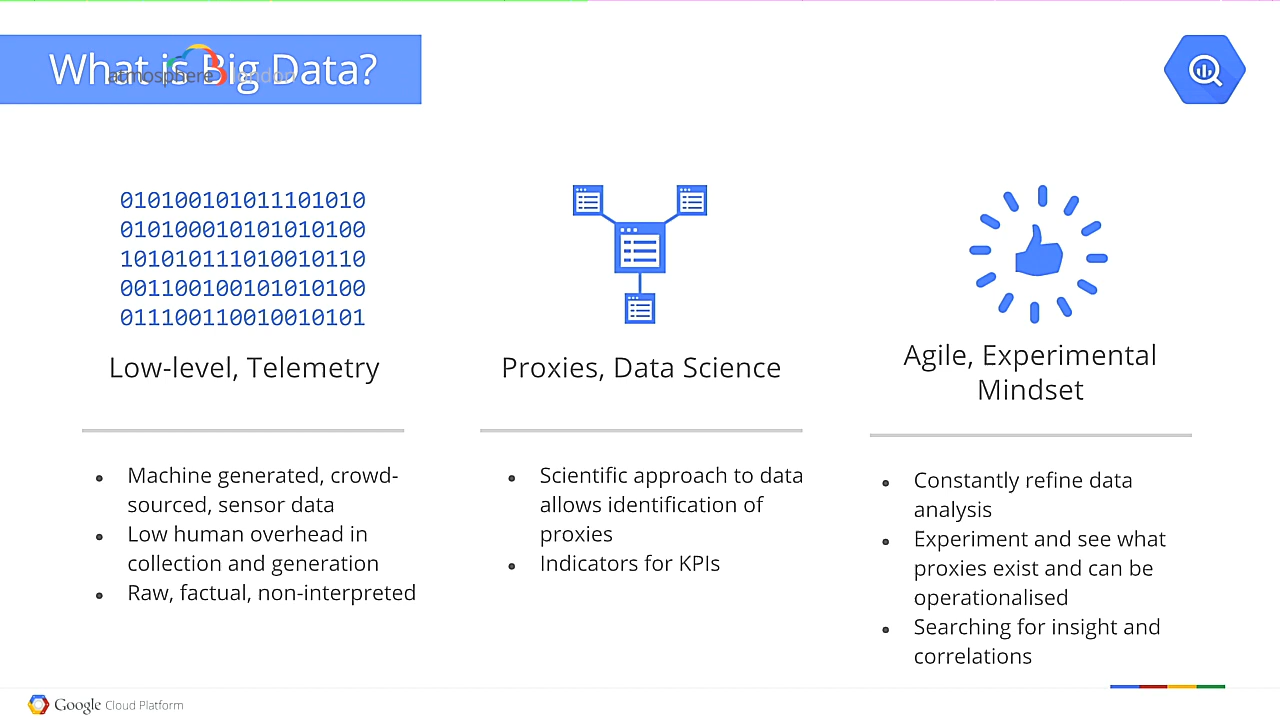 What is Big Data?
atmosphere london
010100101011101010
010100010101010100
101010111010010110
001100100101010100
011100110010010101
Low-level, Telemetry
Machine generated, crowd-
sourced, sensor data
Low human overhead in
collection and generation
Raw, factual, non-interpreted
Proxies, Data Science
Scientific approach to data
allows identification of
proxies
Indicators for KPIs
Agile, Experimental
Mindset
Constantly refine data
analysis
Experiment and see what
proxies exist and can be
operationalised
Searching for insight and
correlations
Google Cloud Platform